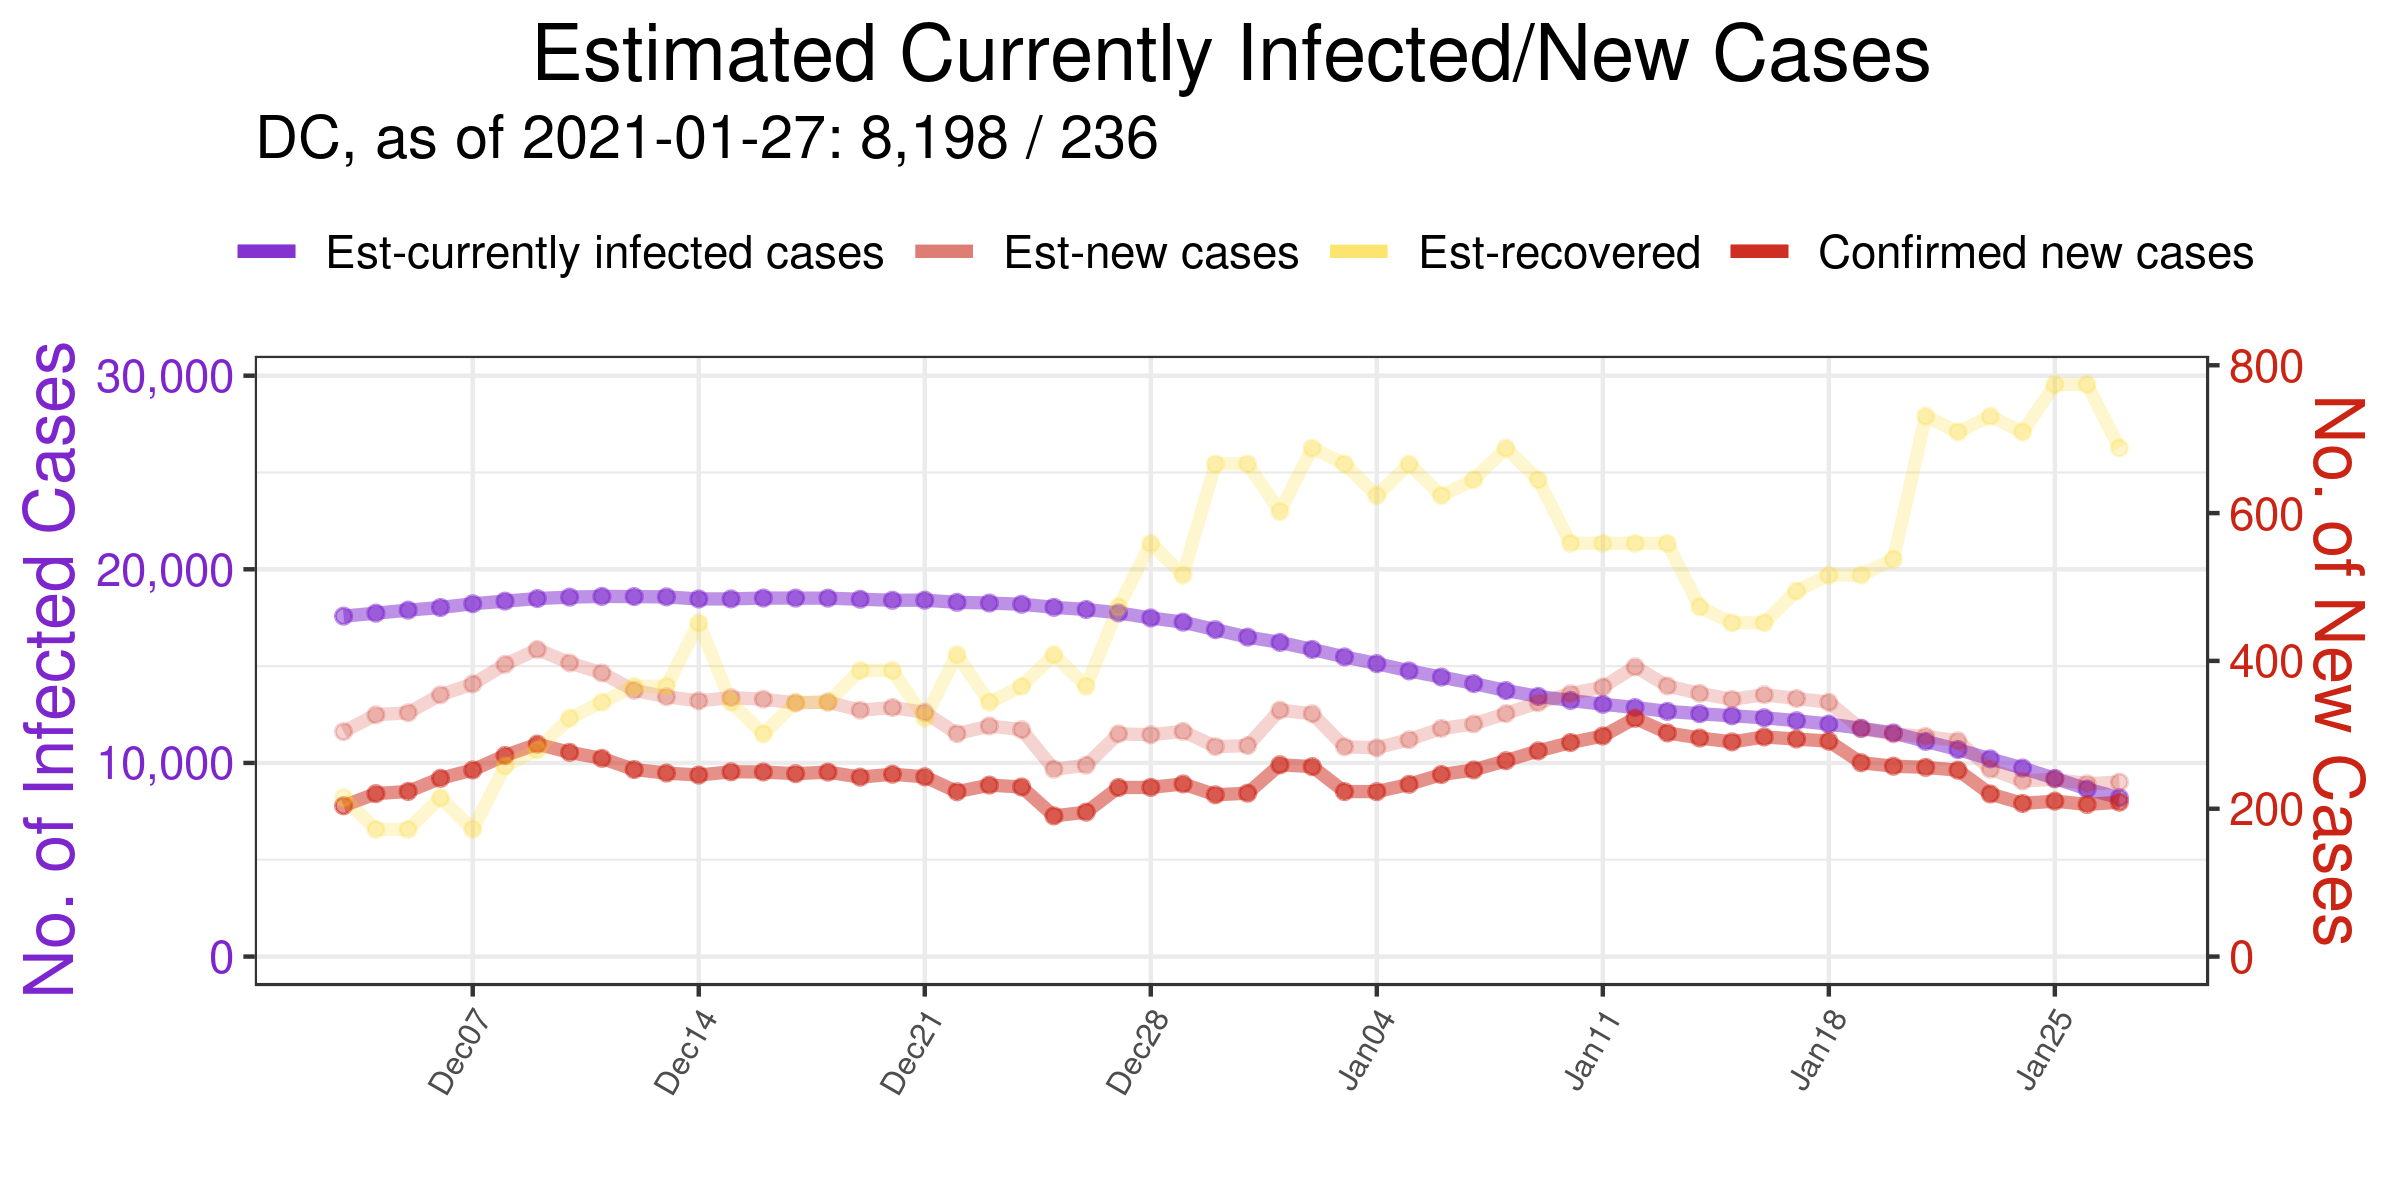 Estimated Currently Infected/New Cases
DC, as of 2021-01-27: 8,198 / 236
Est-currently infected cases Est-new cases Est-recovered Confirmed new cases
No. of Infected Cases
30,000
20,000
10,000
0
800
600
400
200
0
No. of New Cases
Dec07 Dec14 Dec21 Dec28 Jan04 Jan11 Jan18 Jan25